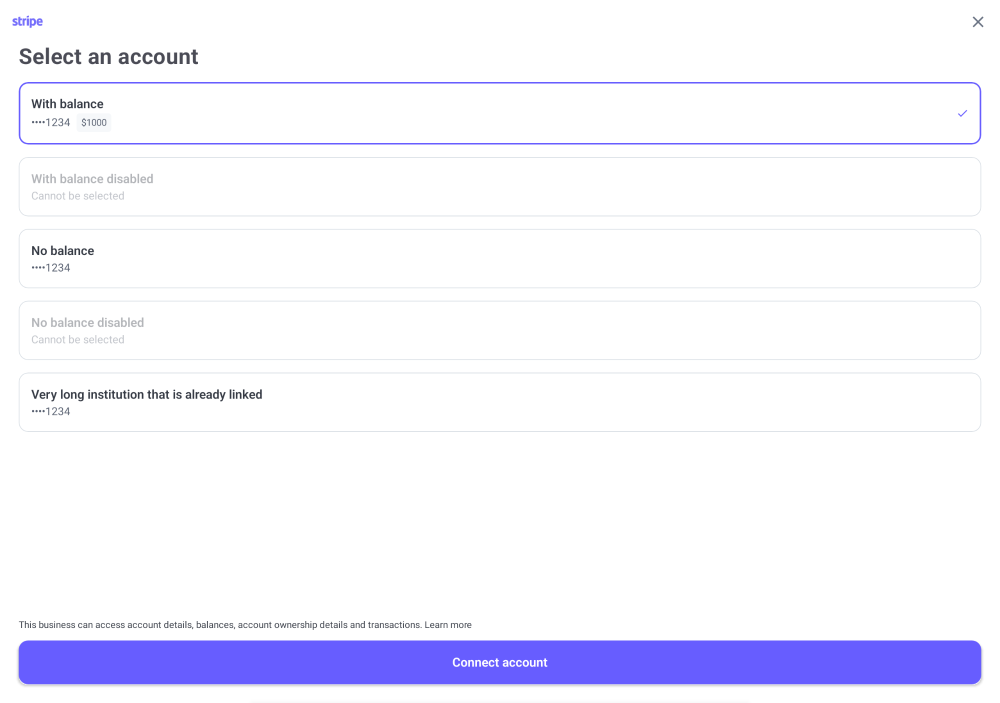 stripe
Select an account
With balance
••••1234 $1000
With balance disabled
Cannot be selected
No balance
••••1234
No balance disabled
Cannot be selected
Very long institution that is already linked
••••1234
This business can access account details, balances, account ownership details and transactions. Learn more
Connect account